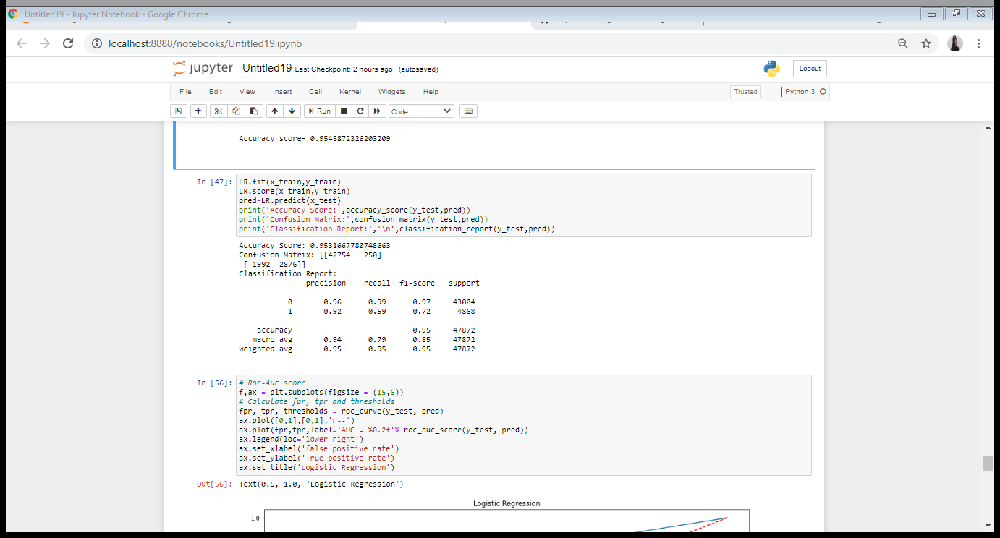 Untitled19 - Jupyter Notebook - Google Chrome
localhost:8888/notebooks/Untitled19.ipynb
jupyter Untitled19 Last Checkpoint: 2 hours ago (autosaved)
Logout
File Edit View Insert Cell Kernel Widgets Help
Trusted Python 3
Run Code
Accuracy_score= 0.9545872326203209
In [47]: LR.fit(x_train,y_train)
LR.score(x_train,y_train)
pred=LR.predict(x_test)
print('Accuracy Score:',accuracy_score(y_test,pred))
print('Confusion Matrix:',confusion_matrix(y_test,pred))
print('Classification Report:','\n',classification_report(y_test,pred))
Accuracy Score: 0.9531667780748663
Confusion Matrix: [[42754 250]
[ 1992 2876]]
Classification Report:
precision recall f1-score support
0 0.96 0.99 0.97 43004
1 0.92 0.59 0.72 4868
accuracy 0.95 47872
macro avg 0.94 0.79 0.85 47872
weighted avg 0.95 0.95 0.95 47872
In [56]: # Roc-Auc score
f,ax = plt.subplots(figsize = (15,6))
# Calculate fpr, tpr and thresholds
fpr, tpr, thresholds = roc_curve(y_test, pred)
ax.plot([0,1],[0,1],'r--')
ax.plot(fpr,tpr,label='AUC = %0.2f'% roc_auc_score(y_test, pred))
ax.legend(loc='lower right')
ax.set_xlabel('false positive rate')
ax.set_ylabel('True positive rate')
ax.set_title('Logistic Regression')
Out[56]: Text(0.5, 1.0, 'Logistic Regression')
Logistic Regression
1.0